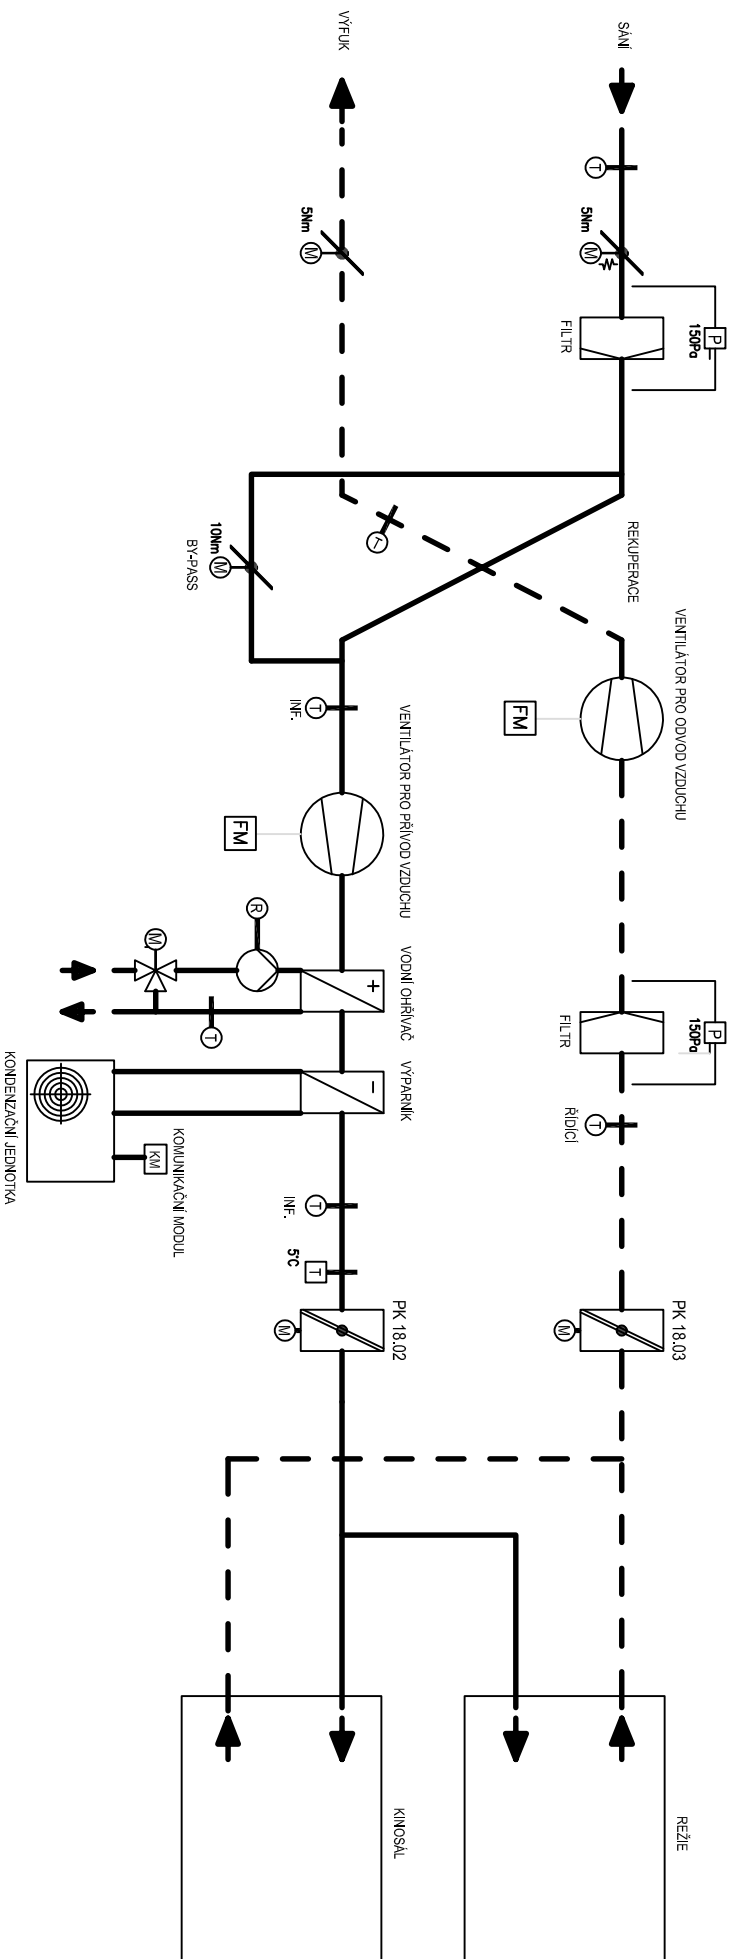 VÝFUK
SÁNÍ
T
5Nm
M
5Nm
M
P
150Pa
FILTR
T
REKUPERACE
10Nm
M
BY-PASS
VENTILÁTOR PRO ODVOD VZDUCHU
FM
T
INF.
VENTILÁTOR PRO PŘÍVOD VZDUCHU
FM
R
M
+
VODNÍ OHŘÍVAČ
T
P
150Pa
FILTR
-
VÝPARNÍK
KONDENZAČNÍ JEDNOTKA
KM
KOMUNIKAČNÍ MODUL
T
ŘÍDÍCÍ
T
INF.
T
5°C
PK 18.02
M
PK 18.03
M
KINOSÁL
REŽIE